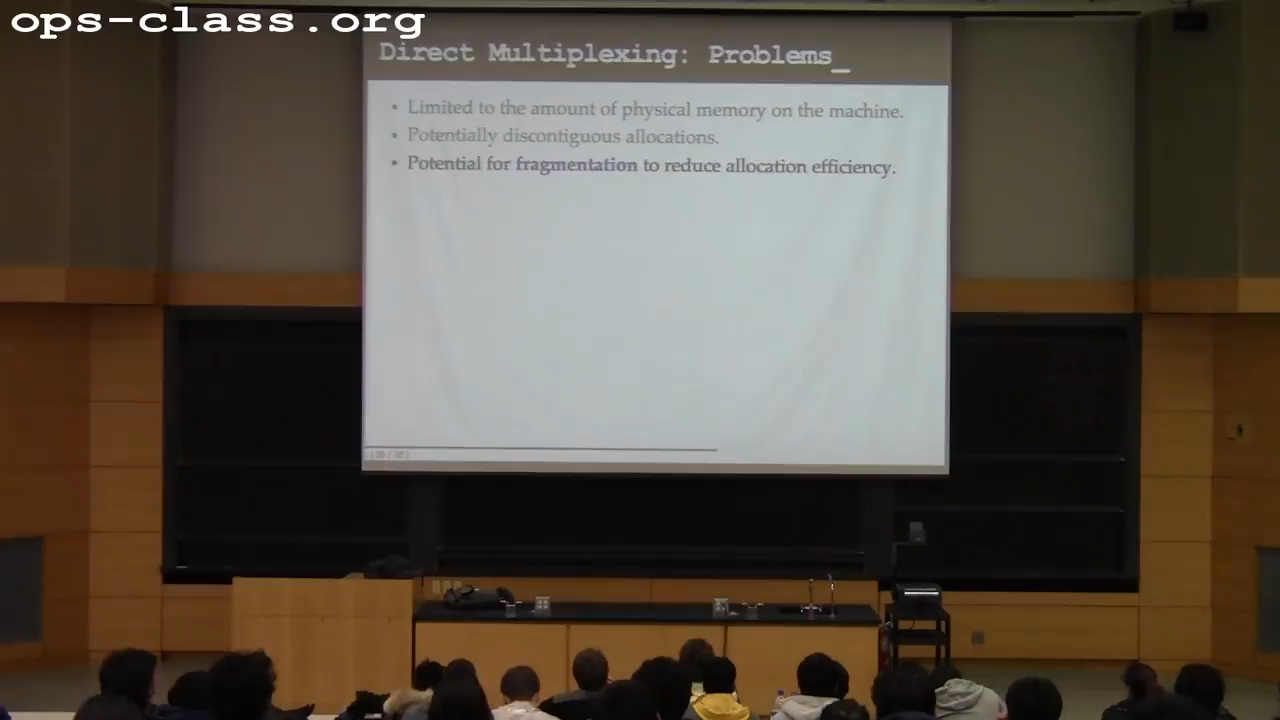 ops-class.org
Direct Multiplexing: Problems_
• Limited to the amount of physical memory on the machine.
• Potentially discontiguous allocations.
• Potential for fragmentation to reduce allocation efficiency.